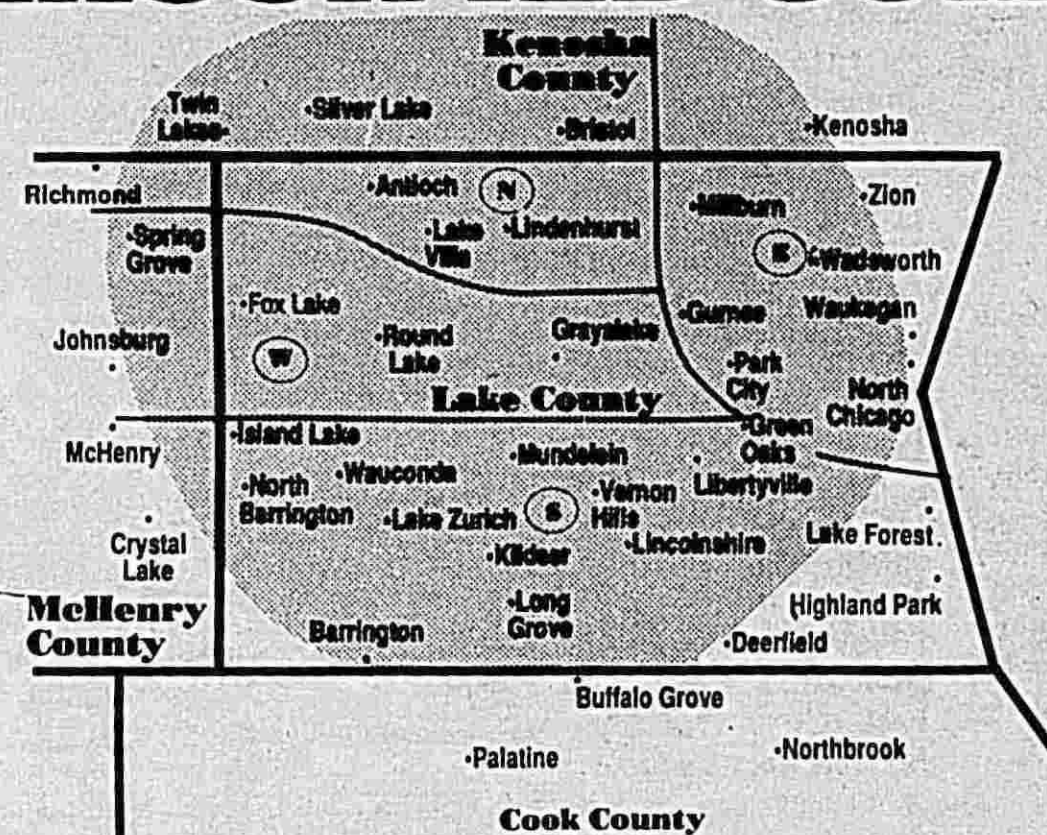 Kenosha
County
Twin
Lakes
Silver Lake
Bristol
Kenosha
Richmond
Antioch
N
Millburn
Zion
Spring
Grove
Lake
Villa
Lindenhurst
E
Wadsworth
Fox Lake
Gurnee
Waukegan
Johnsburg
W
Round
Lake
Grayslake
Park
City
North
Chicago
Lake County
McHenry
Island Lake
Mundelein
Green
Oaks
Wauconda
North
Barrington
Vernon
Hills
Libertyville
Lake Zurich
S
Crystal
Lake
Kildeer
Lincolnshire
Lake Forest
McHenry
County
Long
Grove
Highland Park
Barrington
Deerfield
Buffalo Grove
Palatine
Northbrook
Cook County